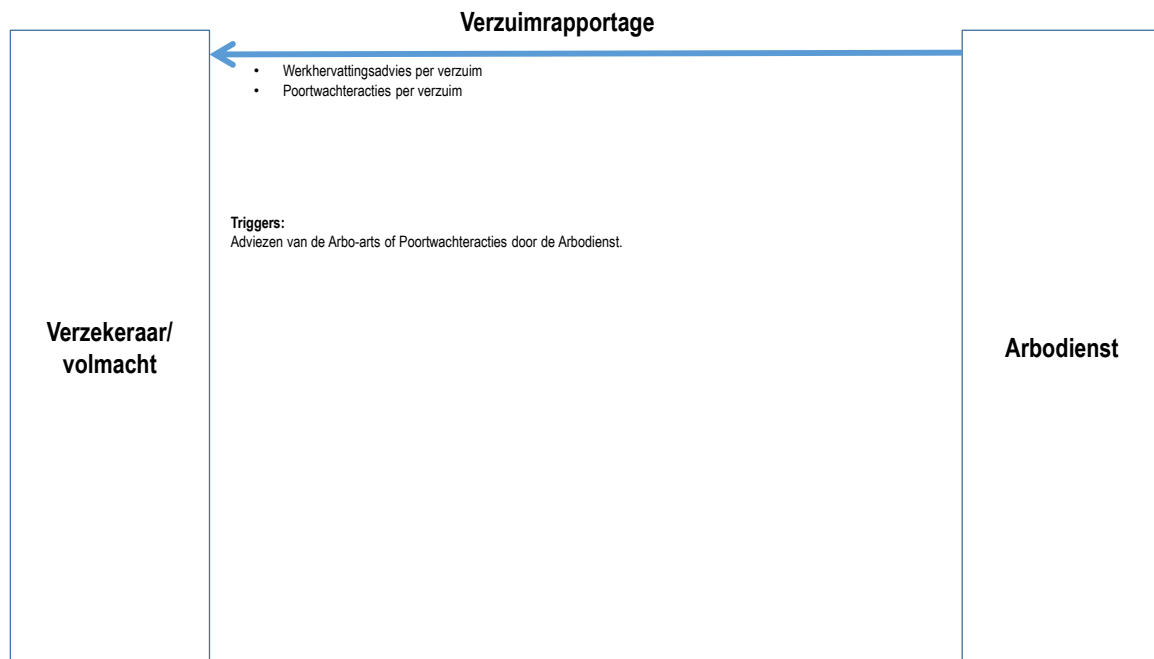 Verzuimrapportage
• Werkhervattingsadvies per verzuim
• Poortwachteracties per verzuim
Triggers:
Adviezen van de Arbo-arts of Poortwachteracties door de Arbodienst.
Verzekeraar/
volmacht
Arbodienst